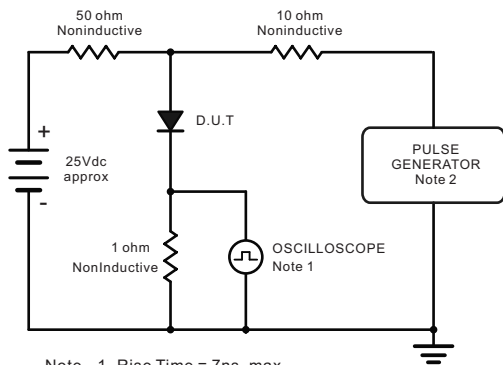 50 ohm
Noninductive
10 ohm
Noninductive
D.U.T
+
25Vdc
approx
-
PULSE
GENERATOR
Note 2
1 ohm
NonInductive
OSCILLOSCOPE
Note 1